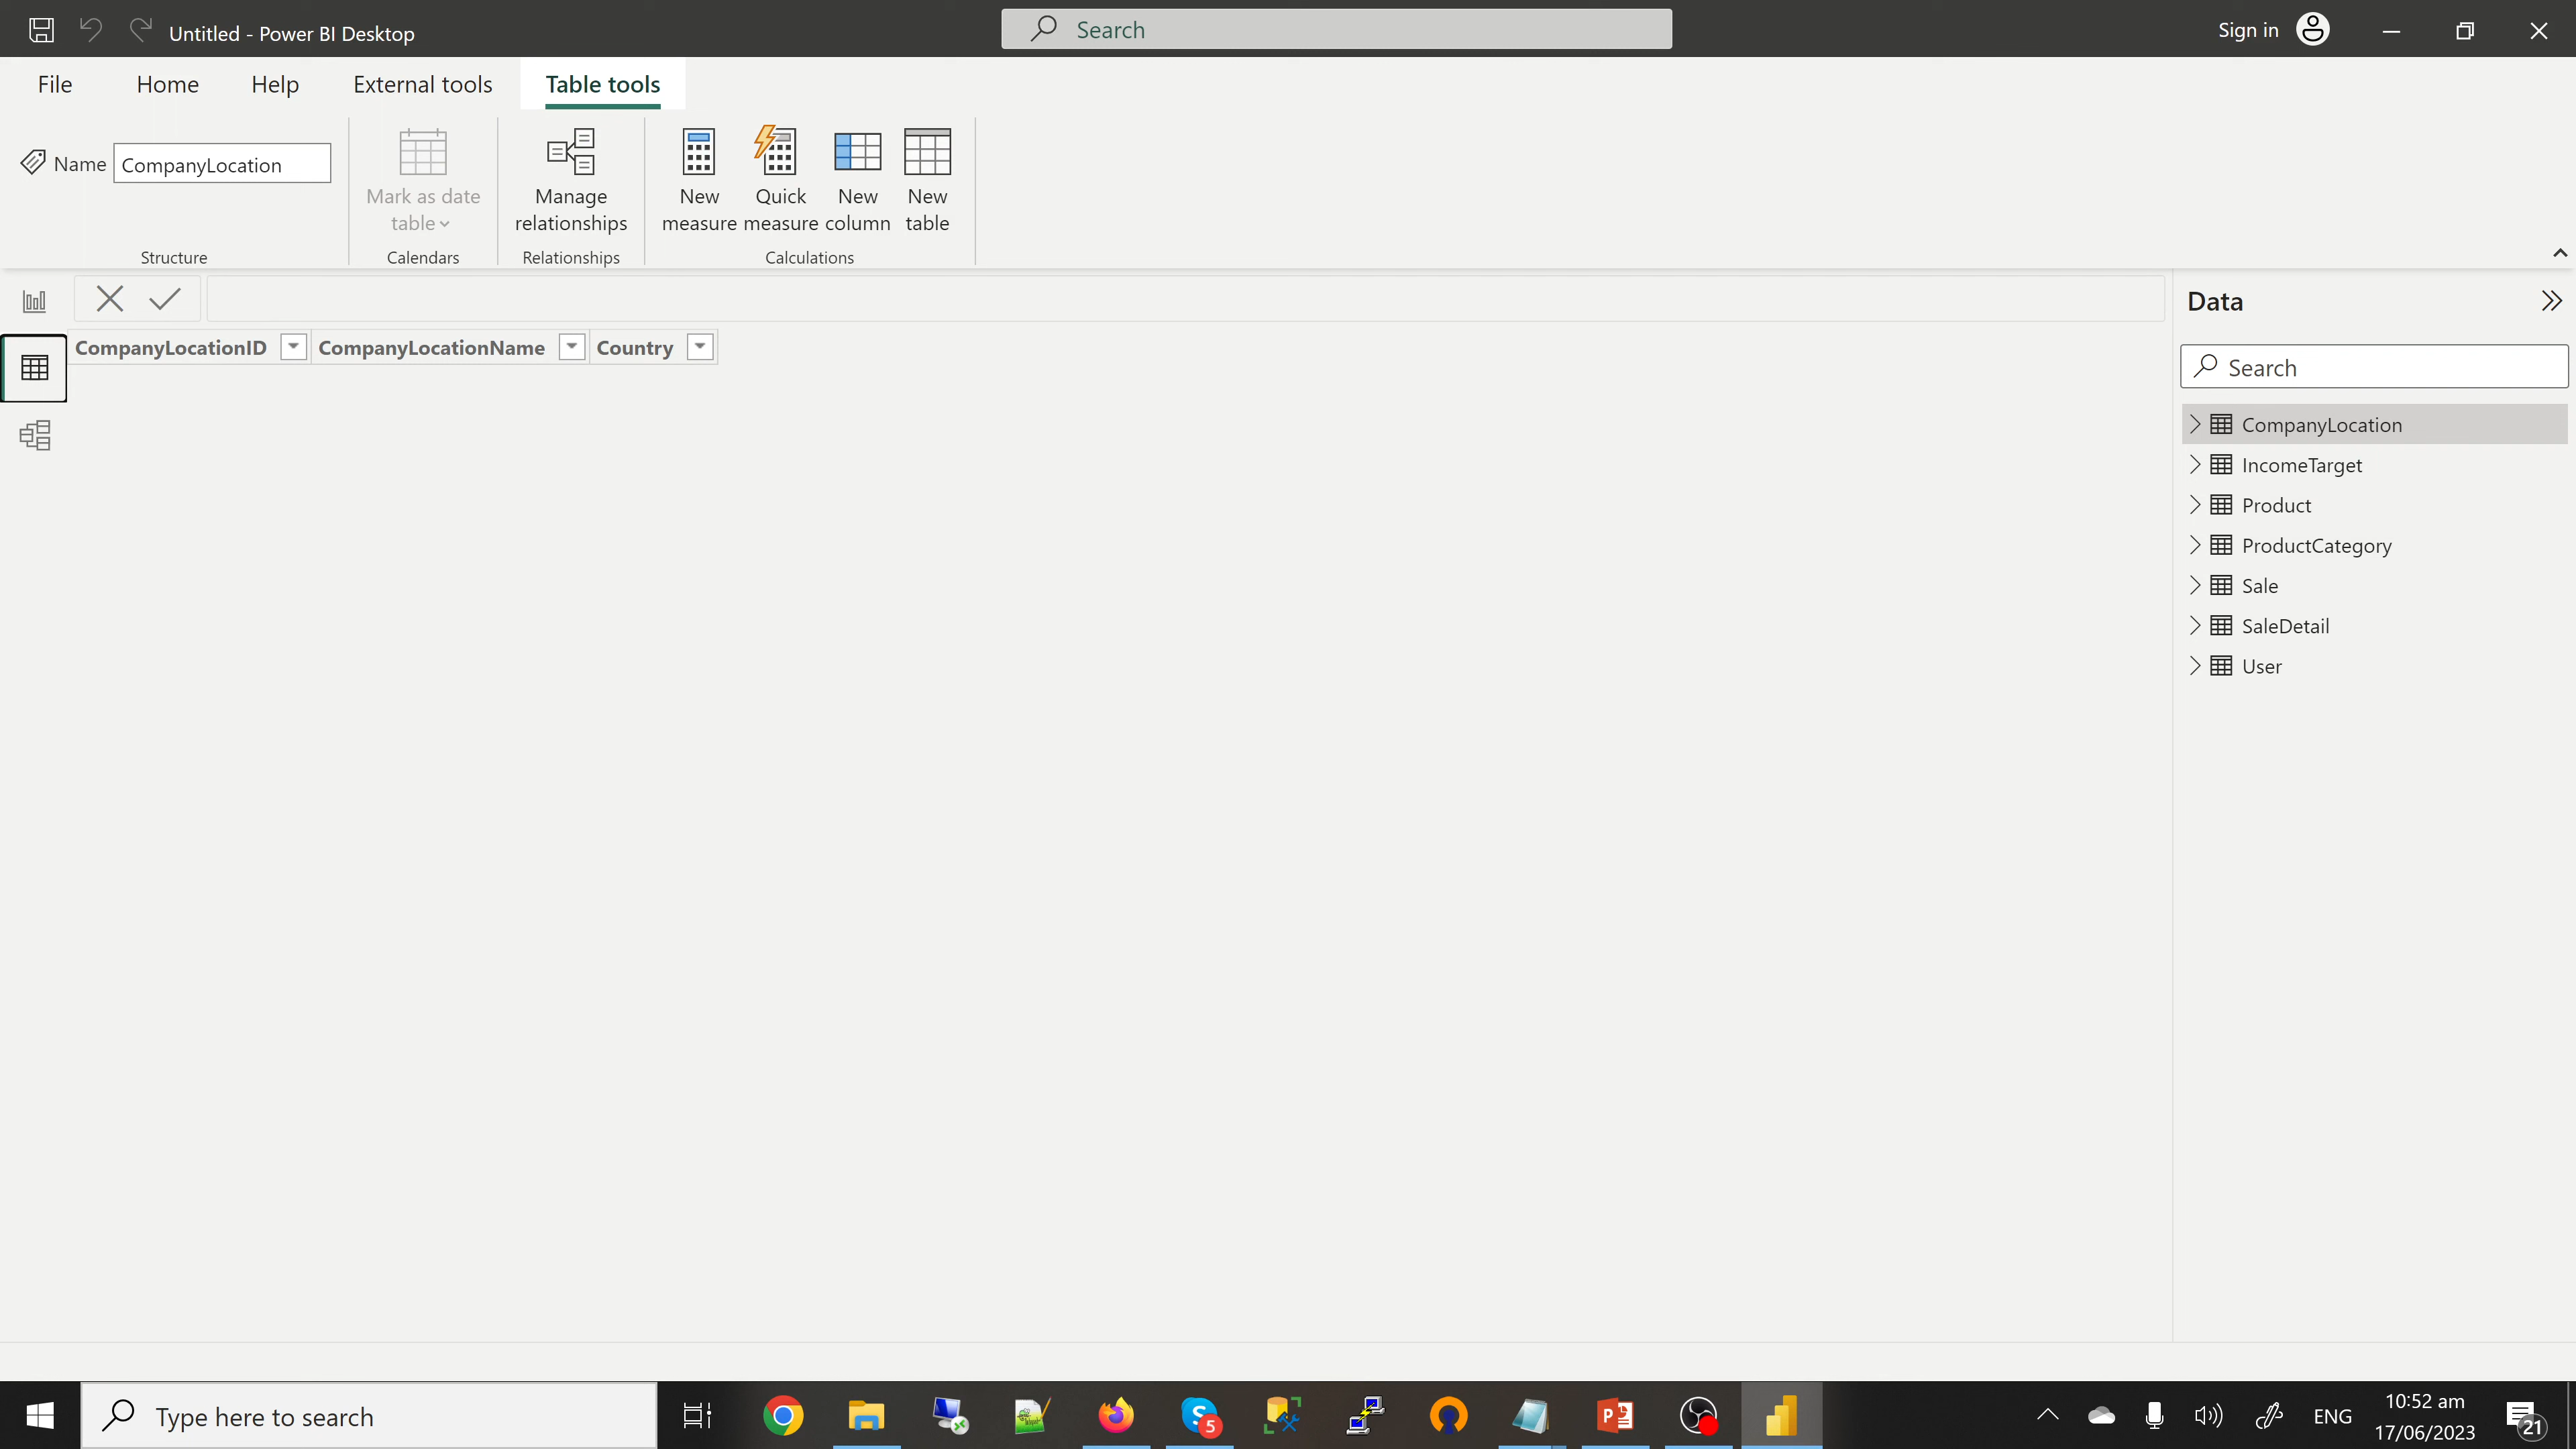 Untitled - Power BI Desktop
Search
Sign in
File Home Help External tools Table tools
Name CompanyLocation
Mark as date
table
Manage
relationships
New
measure
Quick
measure
New
column
New
table
Structure Calendars Relationships Calculations
Data
CompanyLocationID CompanyLocationName Country
Search
CompanyLocation
IncomeTarget
Product
ProductCategory
Sale
SaleDetail
User
Type here to search
5
ENG
10:52 am
17/06/2023
21